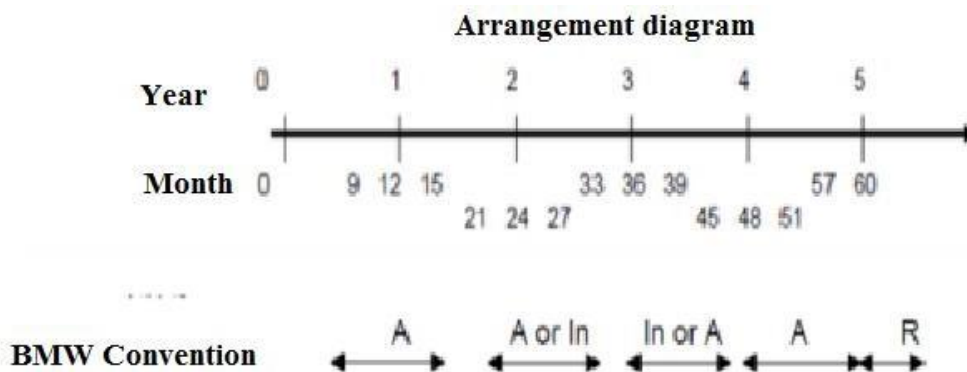 Arrangement diagram
Year 0 1 2 3 4 5
Month 0 9 12 15 33 36 39 57 60
21 24 27 45 48 51
A A or In In or A A R
BMW Convention